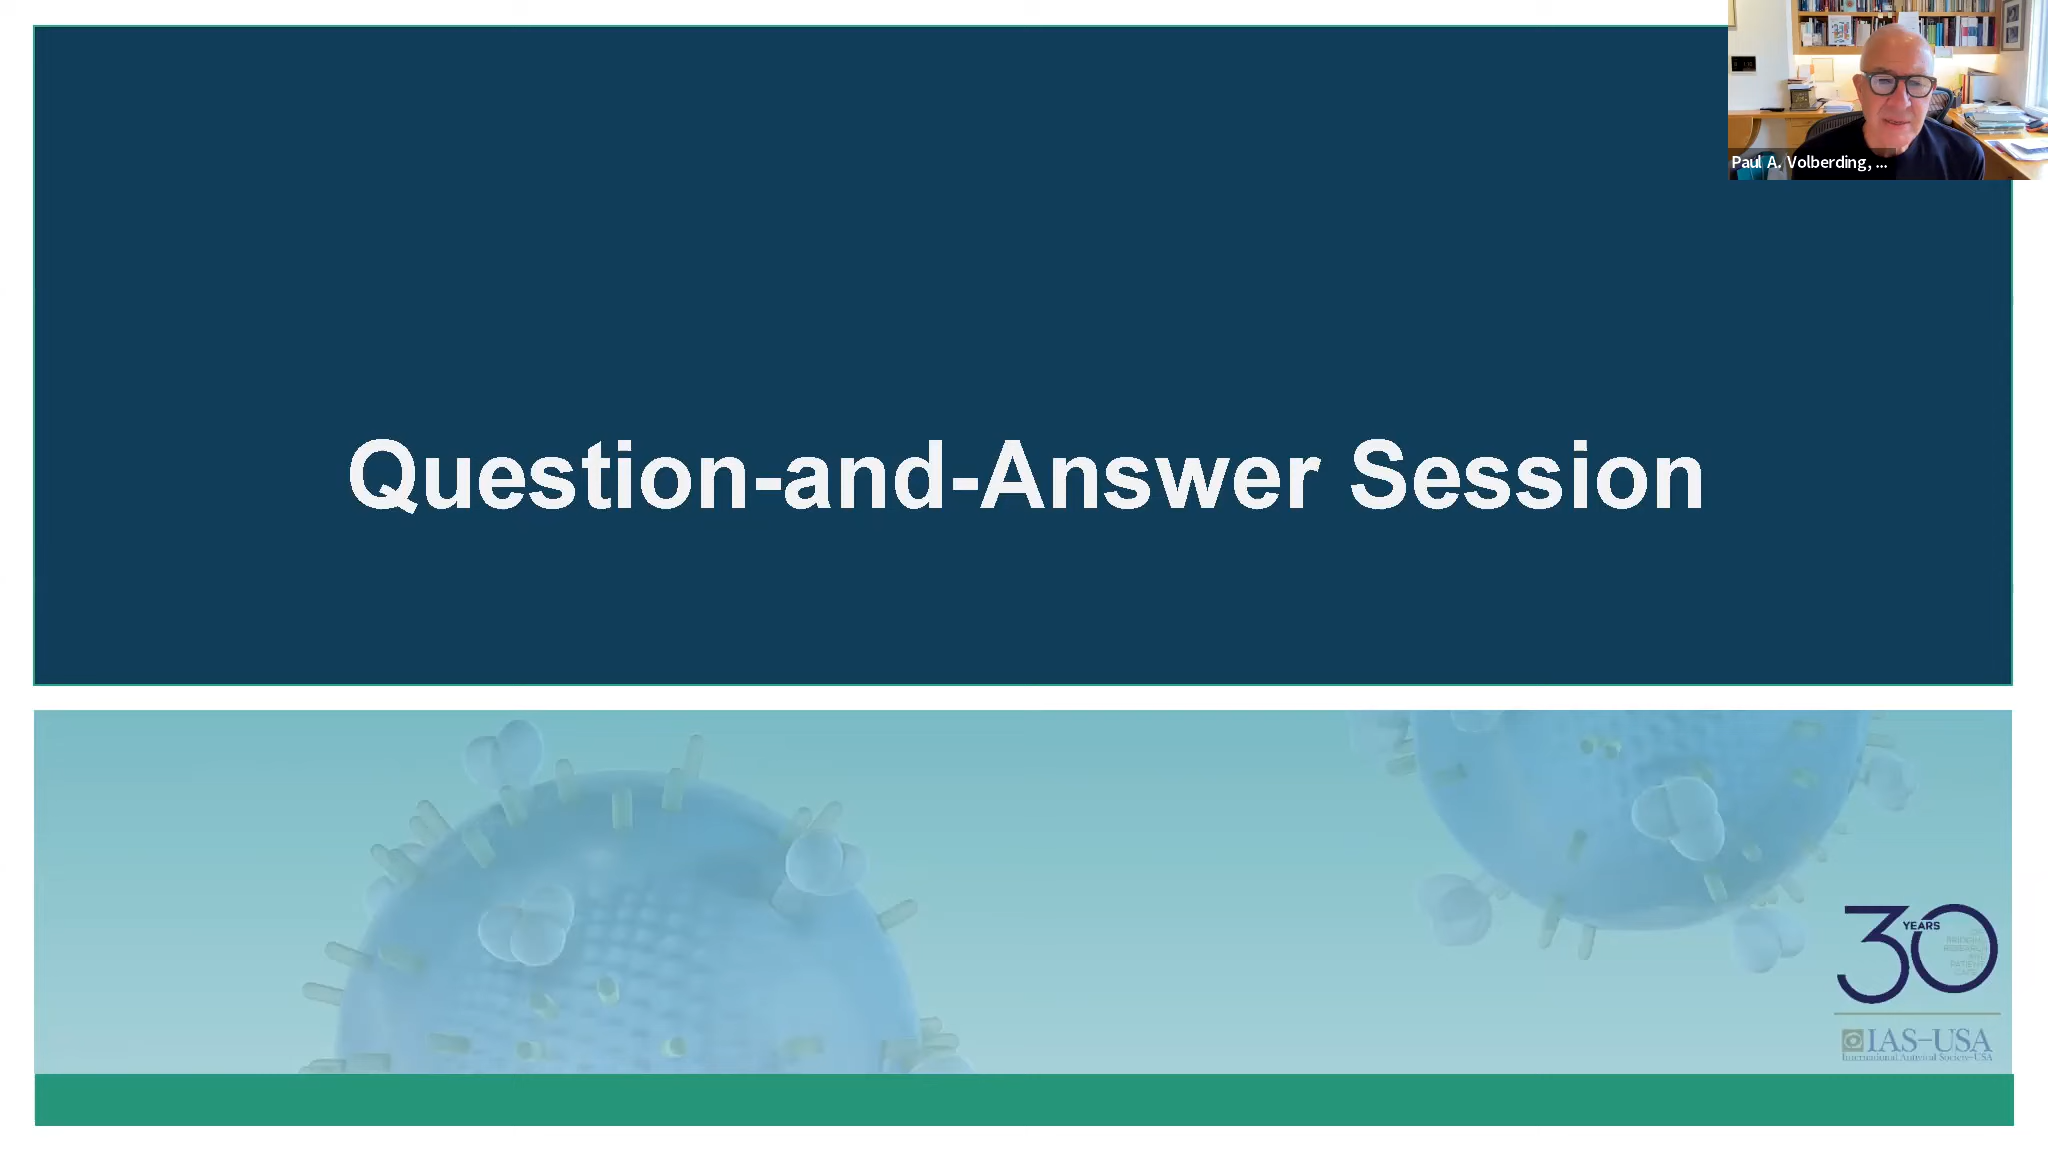 Paul A. Volberding, ...
Question-and-Answer Session
30
YEARS
IAS–USA
International Antiviral Society–USA